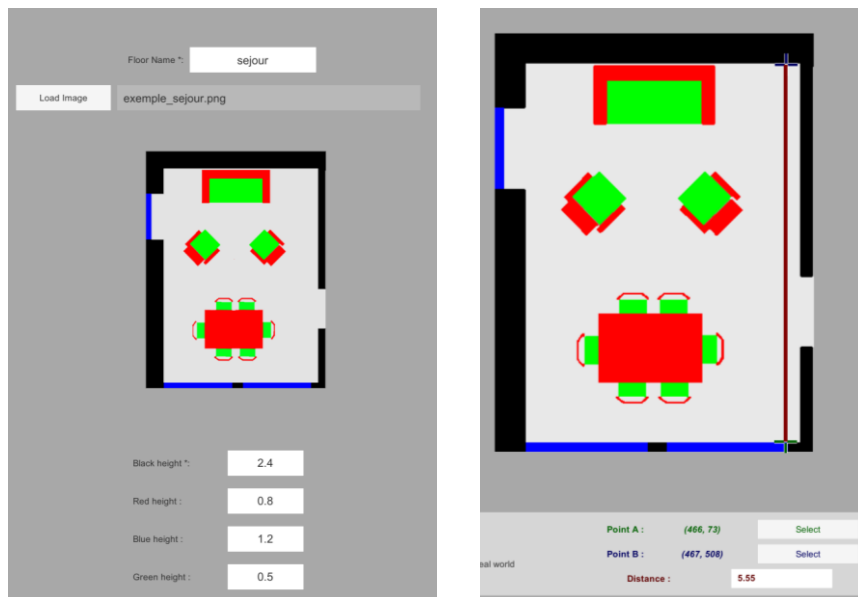 Floor Name *: sejour
Load Image exemple_sejour.png
Black height *: 2.4
Red height : 0.8
Blue height : 1.2
Green height : 0.5
Point A : (466, 73) Select
Point B : (467, 508) Select
eal world
Distance : 5.55